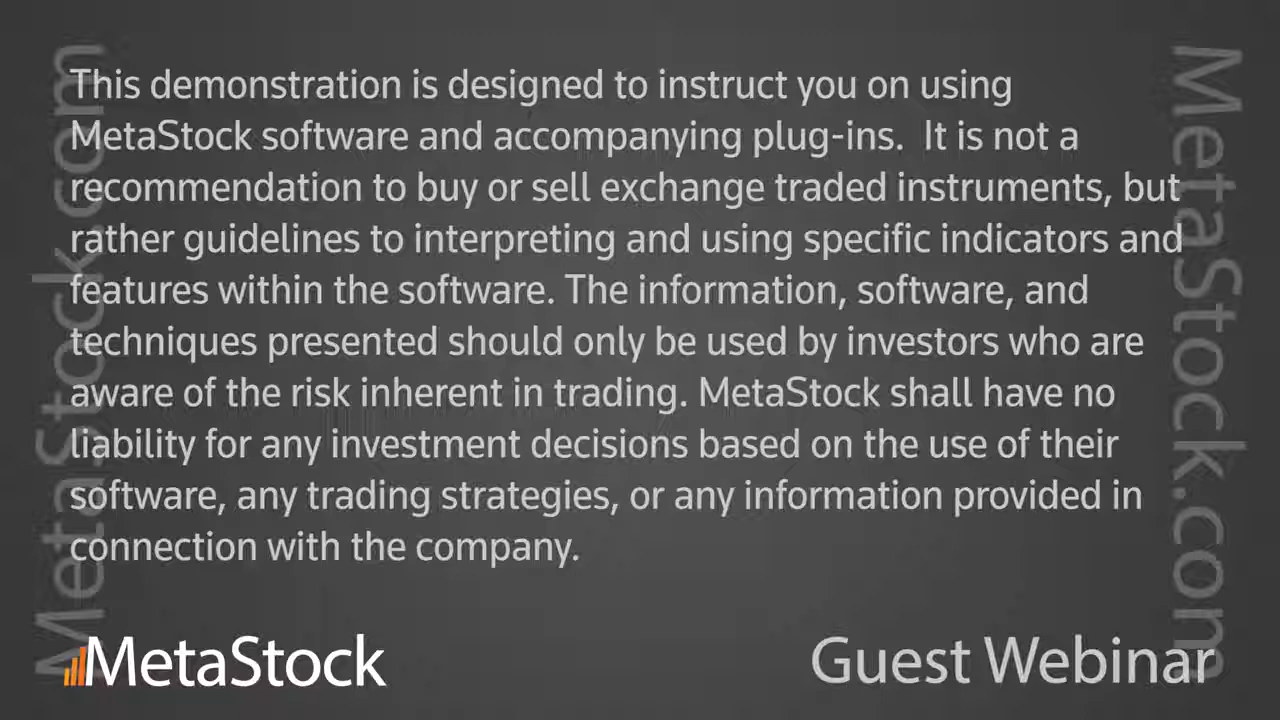 This demonstration is designed to instruct you on using
MetaStock software and accompanying plug-ins.  It is not a
recommendation to buy or sell exchange traded instruments, but
rather guidelines to interpreting and using specific indicators and
features within the software. The information, software, and
techniques presented should only be used by investors who are
aware of the risk inherent in trading. MetaStock shall have no
liability for any investment decisions based on the use of their
software, any trading strategies, or any information provided in
connection with the company.
MetaStock.com
MetaStock.com
MetaStock
Guest Webinar